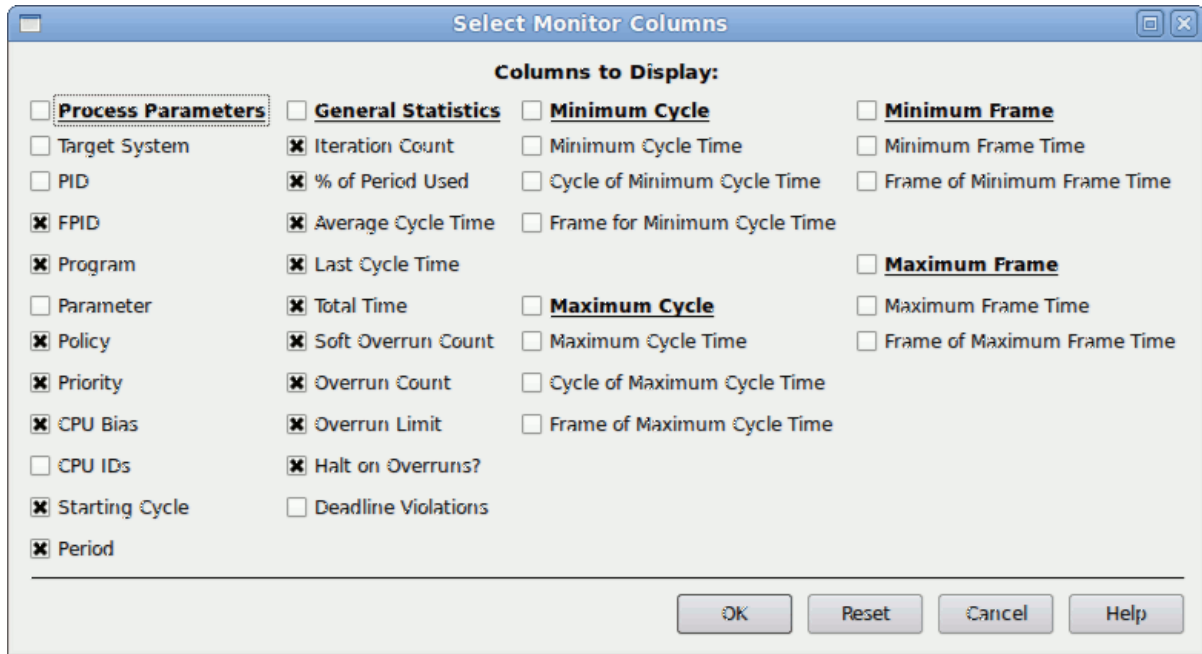 Select Monitor Columns
Columns to Display:
Process Parameters
Target System
PID
FPID
Program
Parameter
Policy
Priority
CPU Bias
CPU IDs
Starting Cycle
Period
General Statistics
Iteration Count
% of Period Used
Average Cycle Time
Last Cycle Time
Total Time
Soft Overrun Count
Overrun Count
Overrun Limit
Halt on Overruns?
Deadline Violations
Minimum Cycle
Minimum Cycle Time
Cycle of Minimum Cycle Time
Frame for Minimum Cycle Time
Maximum Cycle
Maximum Cycle Time
Cycle of Maximum Cycle Time
Frame of Maximum Cycle Time
Minimum Frame
Minimum Frame Time
Frame of Minimum Frame Time
Maximum Frame
Maximum Frame Time
Frame of Maximum Frame Time
OK
Reset
Cancel
Help